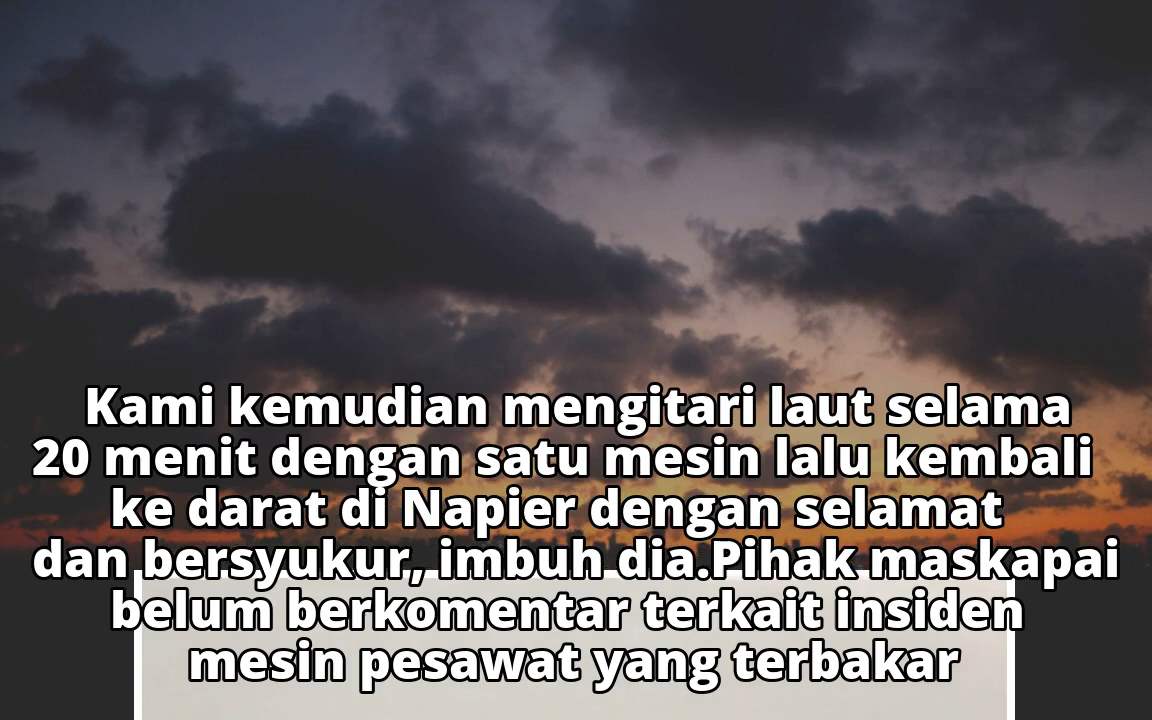 Kami kemudian mengitari laut selama
20 menit dengan satu mesin lalu kembali
ke darat di Napier dengan selamat
dan bersyukur, imbuh dia.Pihak maskapai
belum berkomentar terkait insiden
mesin pesawat yang terbakar